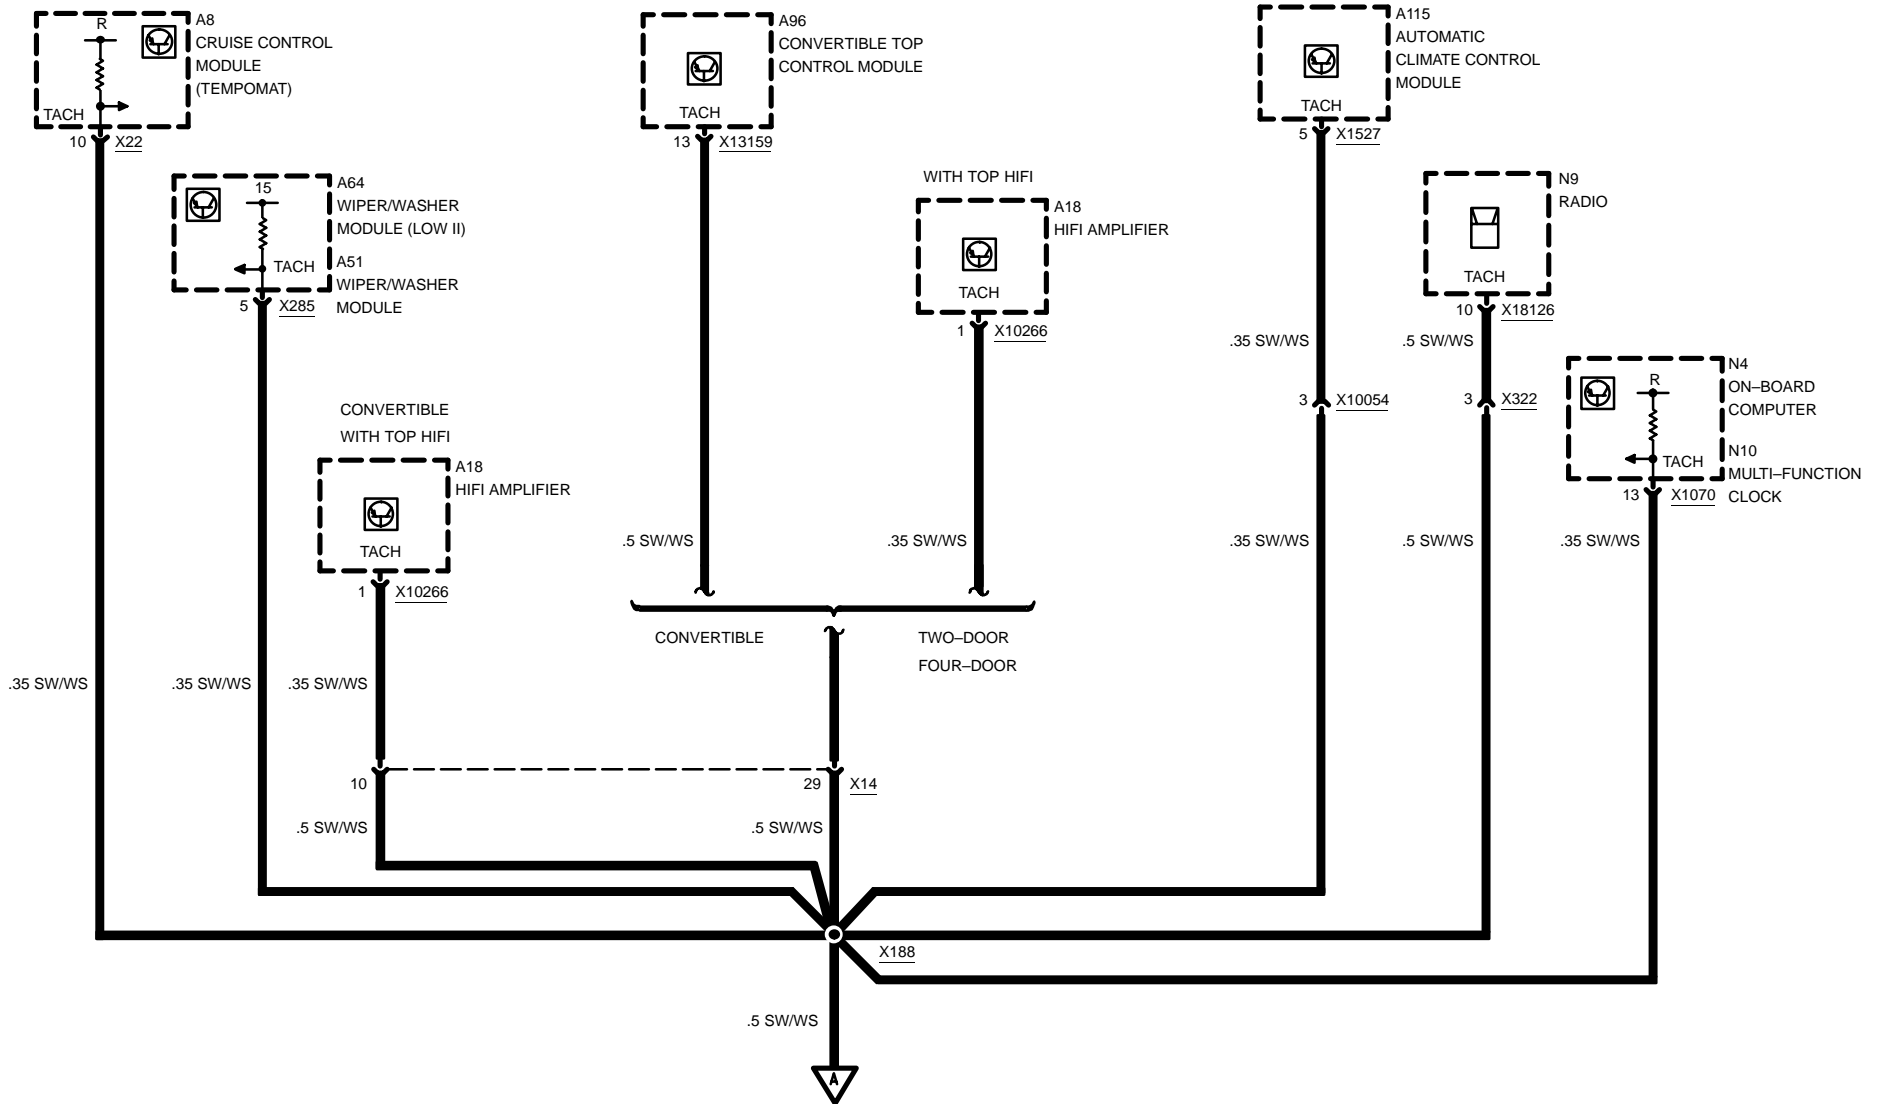 R
A8
CRUISE CONTROL
MODULE
(TEMPOMAT)
TACH
10 X22
A96
CONVERTIBLE TOP
CONTROL MODULE
TACH
13 X13159
A115
AUTOMATIC
CLIMATE CONTROL
MODULE
TACH
5 X1527
15
A64
WIPER/WASHER
MODULE (LOW II)
TACH
A51
WIPER/WASHER
MODULE
5 X285
WITH TOP HIFI
A18
HIFI AMPLIFIER
TACH
1 X10266
N9
RADIO
TACH
10 X18126
.35 SW/WS
.5 SW/WS
3 X10054
3 X322
R
N4
ON–BOARD
COMPUTER
TACH
N10
MULTI–FUNCTION
CLOCK
13 X1070
CONVERTIBLE
WITH TOP HIFI
A18
HIFI AMPLIFIER
TACH
1 X10266
.5 SW/WS
.35 SW/WS
.35 SW/WS
.5 SW/WS
.35 SW/WS
CONVERTIBLE
TWO–DOOR
FOUR–DOOR
.35 SW/WS
.35 SW/WS
.35 SW/WS
10
29 X14
.5 SW/WS
.5 SW/WS
X188
.5 SW/WS
A